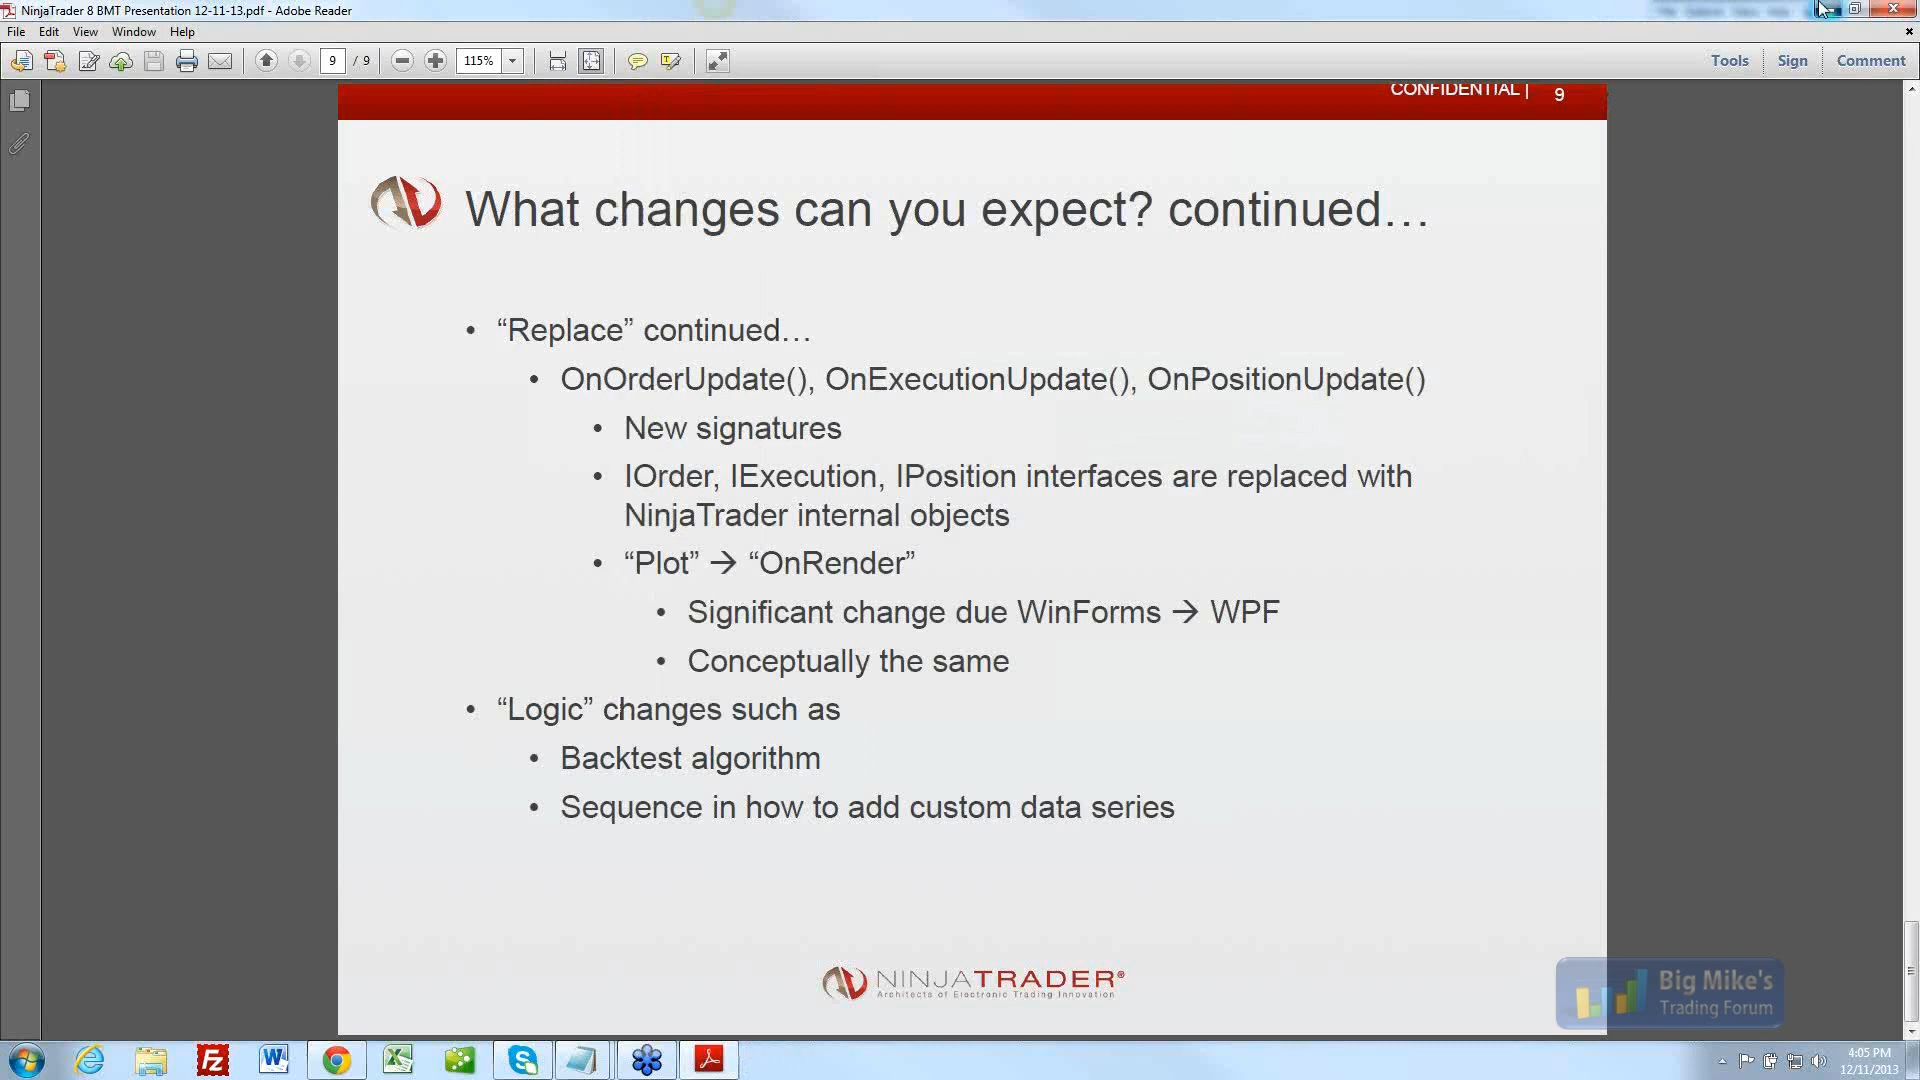 NinjaTrader 8 BMT Presentation 12-11-13.pdf - Adobe Reader
File Edit View Window Help
9 / 9 115% Tools Sign Comment
CONFIDENTIAL | 9
What changes can you expect? continued…
• “Replace” continued…
• OnOrderUpdate(), OnExecutionUpdate(), OnPositionUpdate()
• New signatures
• IOrder, IExecution, IPosition interfaces are replaced with
NinjaTrader internal objects
• “Plot” → “OnRender”
• Significant change due WinForms → WPF
• Conceptually the same
• “Logic” changes such as
• Backtest algorithm
• Sequence in how to add custom data series
NINJATRADER®
Architects of Electronic Trading Innovation
Big Mike's
Trading Forum
4:05 PM
12/11/2013